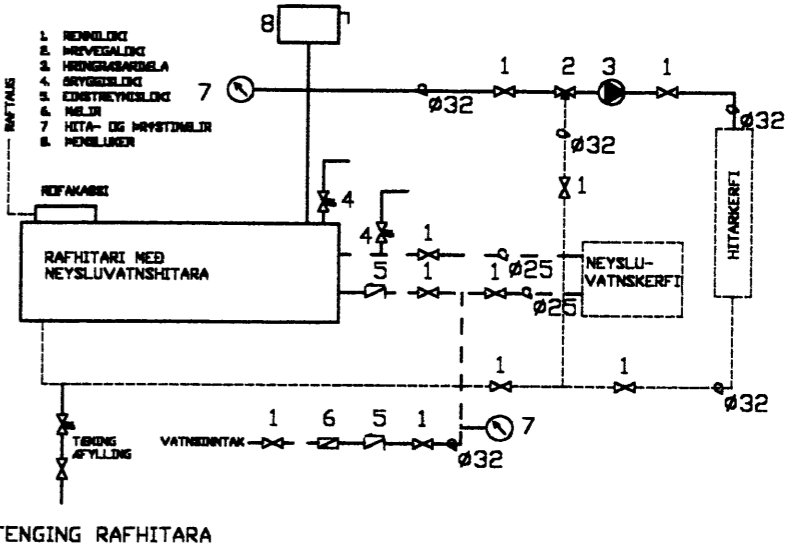 1 RENNILOKI
2 ÞRÍVEGALOKI
3 HRINGRÁSARDÆLA
4 ÖRYGGISLOKI
5 EINSTREYMISLOKI
6 MÆLIR
7 HITA- OG ÞRÝSTIMÆLIR
8 ÞENSLUKER
RAFTAUG
ROFAKASSI
RAFHITARI MEÐ
NEYSLUVATNSHITARA
8
7
Ø32
1
2
3
1
Ø32
Ø32
1
4
4
1
Ø25
5
1
1
Ø25
NEYSLU-
VATNSKERFI
HITAKERFI
1
1
Ø32
TÆMING
ÁFYLLING
VATNSINNTAK
1
6
5
1
Ø32
7
TENGING RAFHITARA